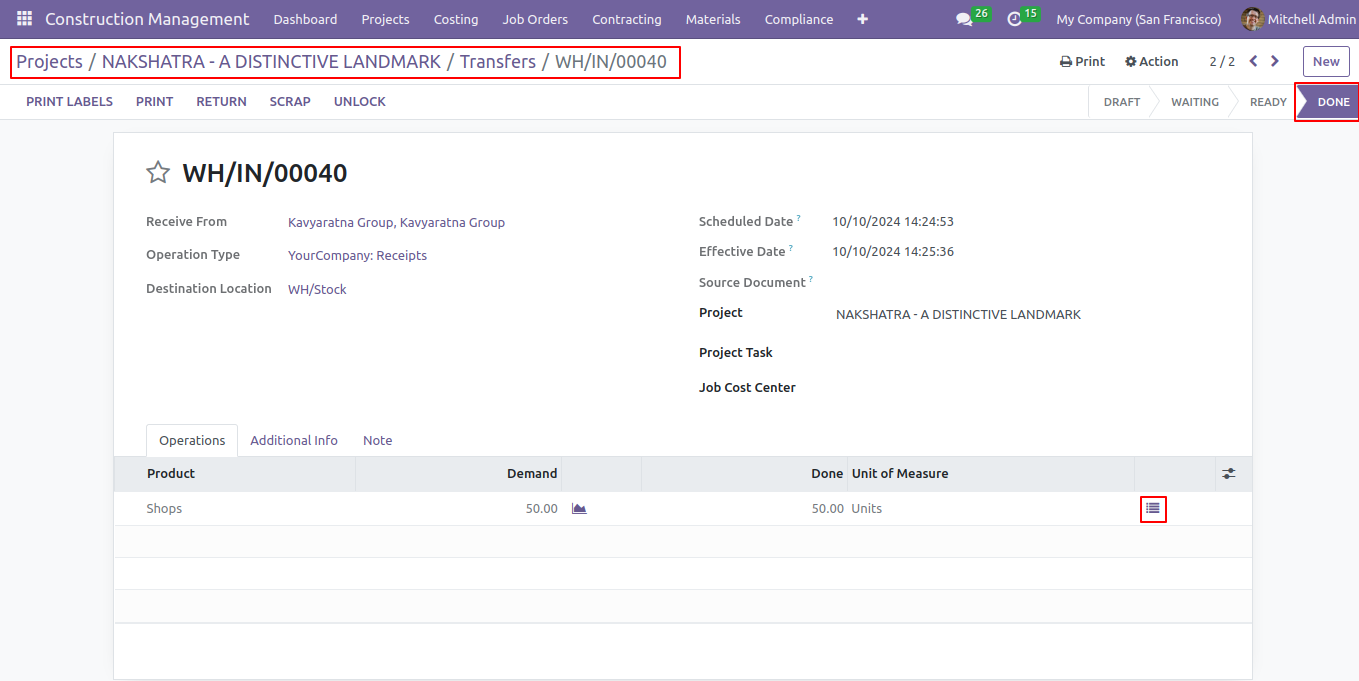 Construction Management Dashboard Projects Costing Job Orders Contracting Materials Compliance + 26 15 My Company (San Francisco) Mitchell Admin
Projects / NAKSHATRA - A DISTINCTIVE LANDMARK / Transfers / WH/IN/00040 Print Action 2 / 2 New
PRINT LABELS PRINT RETURN SCRAP UNLOCK DRAFT WAITING READY DONE
WH/IN/00040
Receive From Kavyaratna Group, Kavyaratna Group
Operation Type YourCompany: Receipts
Destination Location WH/Stock
Scheduled Date ? 10/10/2024 14:24:53
Effective Date ? 10/10/2024 14:25:36
Source Document ?
Project NAKSHATRA - A DISTINCTIVE LANDMARK
Project Task
Job Cost Center
Operations Additional Info Note
Product Demand Done Unit of Measure
Shops 50.00 50.00 Units